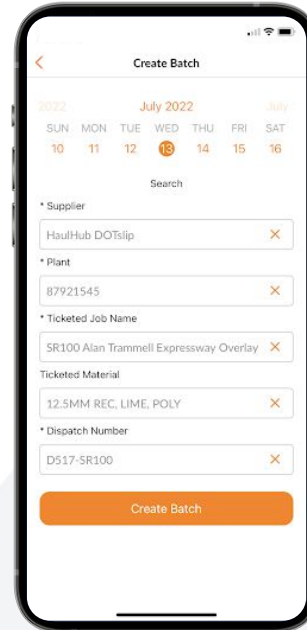 Create Batch
2022 July 2022 July
SUN MON TUE WED THU FRI SAT
10 11 12 13 14 15 16
Search
* Supplier
HaulHub DOTslip
* Plant
87921545
* Ticketed Job Name
SR100 Alan Trammell Expressway Overlay
Ticketed Material
12.5MM REC, LIME, POLY
* Dispatch Number
D517-SR100
Create Batch